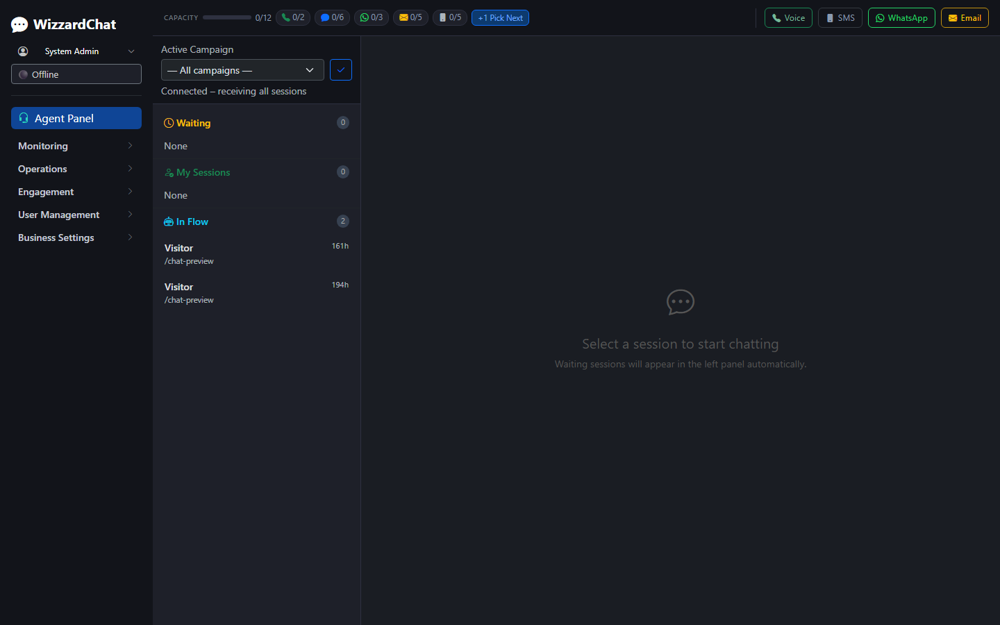 WizzardChat
System Admin
Offline
Agent Panel
Monitoring
Operations
Engagement
User Management
Business Settings
CAPACITY 0/12 0/2 0/6 0/3 0/5 0/5 +1 Pick Next
Voice SMS WhatsApp Email
Active Campaign
— All campaigns —
Connected – receiving all sessions
Waiting 0
None
My Sessions 0
None
In Flow 2
Visitor 161h
/chat-preview
Visitor 194h
/chat-preview
Select a session to start chatting
Waiting sessions will appear in the left panel automatically.